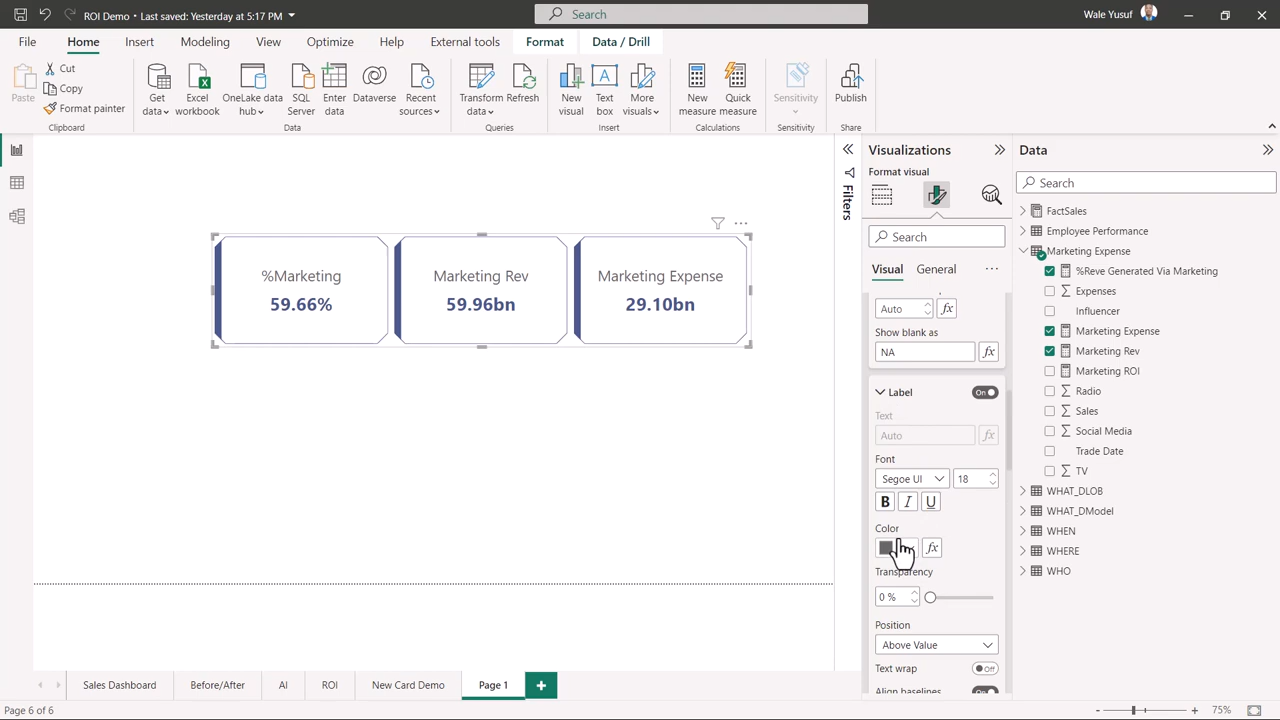 ROI Demo • Last saved: Yesterday at 5:17 PM
Search
Wale Yusuf
File
Home
Insert
Modeling
View
Optimize
Help
External tools
Format
Data / Drill
Paste
Cut
Copy
Format painter
Clipboard
Get data
Excel workbook
OneLake data hub
SQL Server
Enter data
Dataverse
Recent sources
Data
Transform data
Refresh
Queries
New visual
Text box
More visuals
Insert
New measure
Quick measure
Calculations
Sensitivity
Sensitivity
Publish
Share
%Marketing
59.66%
Marketing Rev
59.96bn
Marketing Expense
29.10bn
Filters
Visualizations
Format visual
Search
Visual
General
Auto
fx
Show blank as
NA
fx
Label
On
Text
Auto
fx
Font
Segoe UI
18
B
I
U
Color
fx
Transparency
0 %
Position
Above Value
Text wrap
Off
Align baselines
On
Data
Search
FactSales
Employee Performance
Marketing Expense
%Reve Generated Via Marketing
Expenses
Influencer
Marketing Expense
Marketing Rev
Marketing ROI
Radio
Sales
Social Media
Trade Date
TV
WHAT_DLOB
WHAT_DModel
WHEN
WHERE
WHO
Sales Dashboard
Before/After
AI
ROI
New Card Demo
Page 1
Page 6 of 6
75%